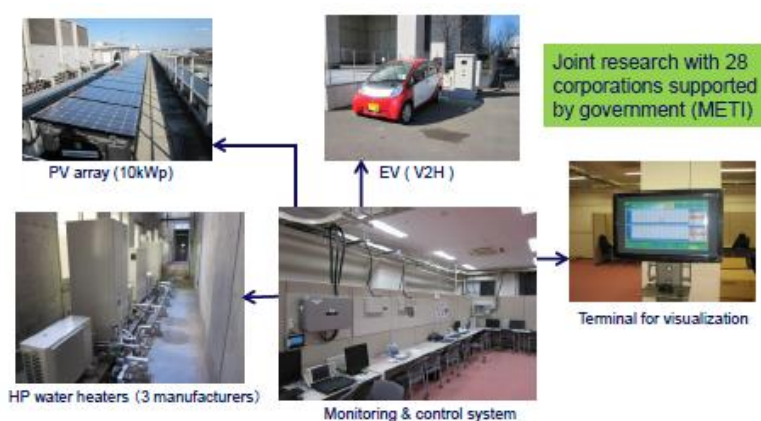 Joint research with 28
corporations supported
by government (METI)
PV array (10kWp)
EV ( V2H )
Terminal for visualization
HP water heaters (3 manufacturers)
Monitoring & control system